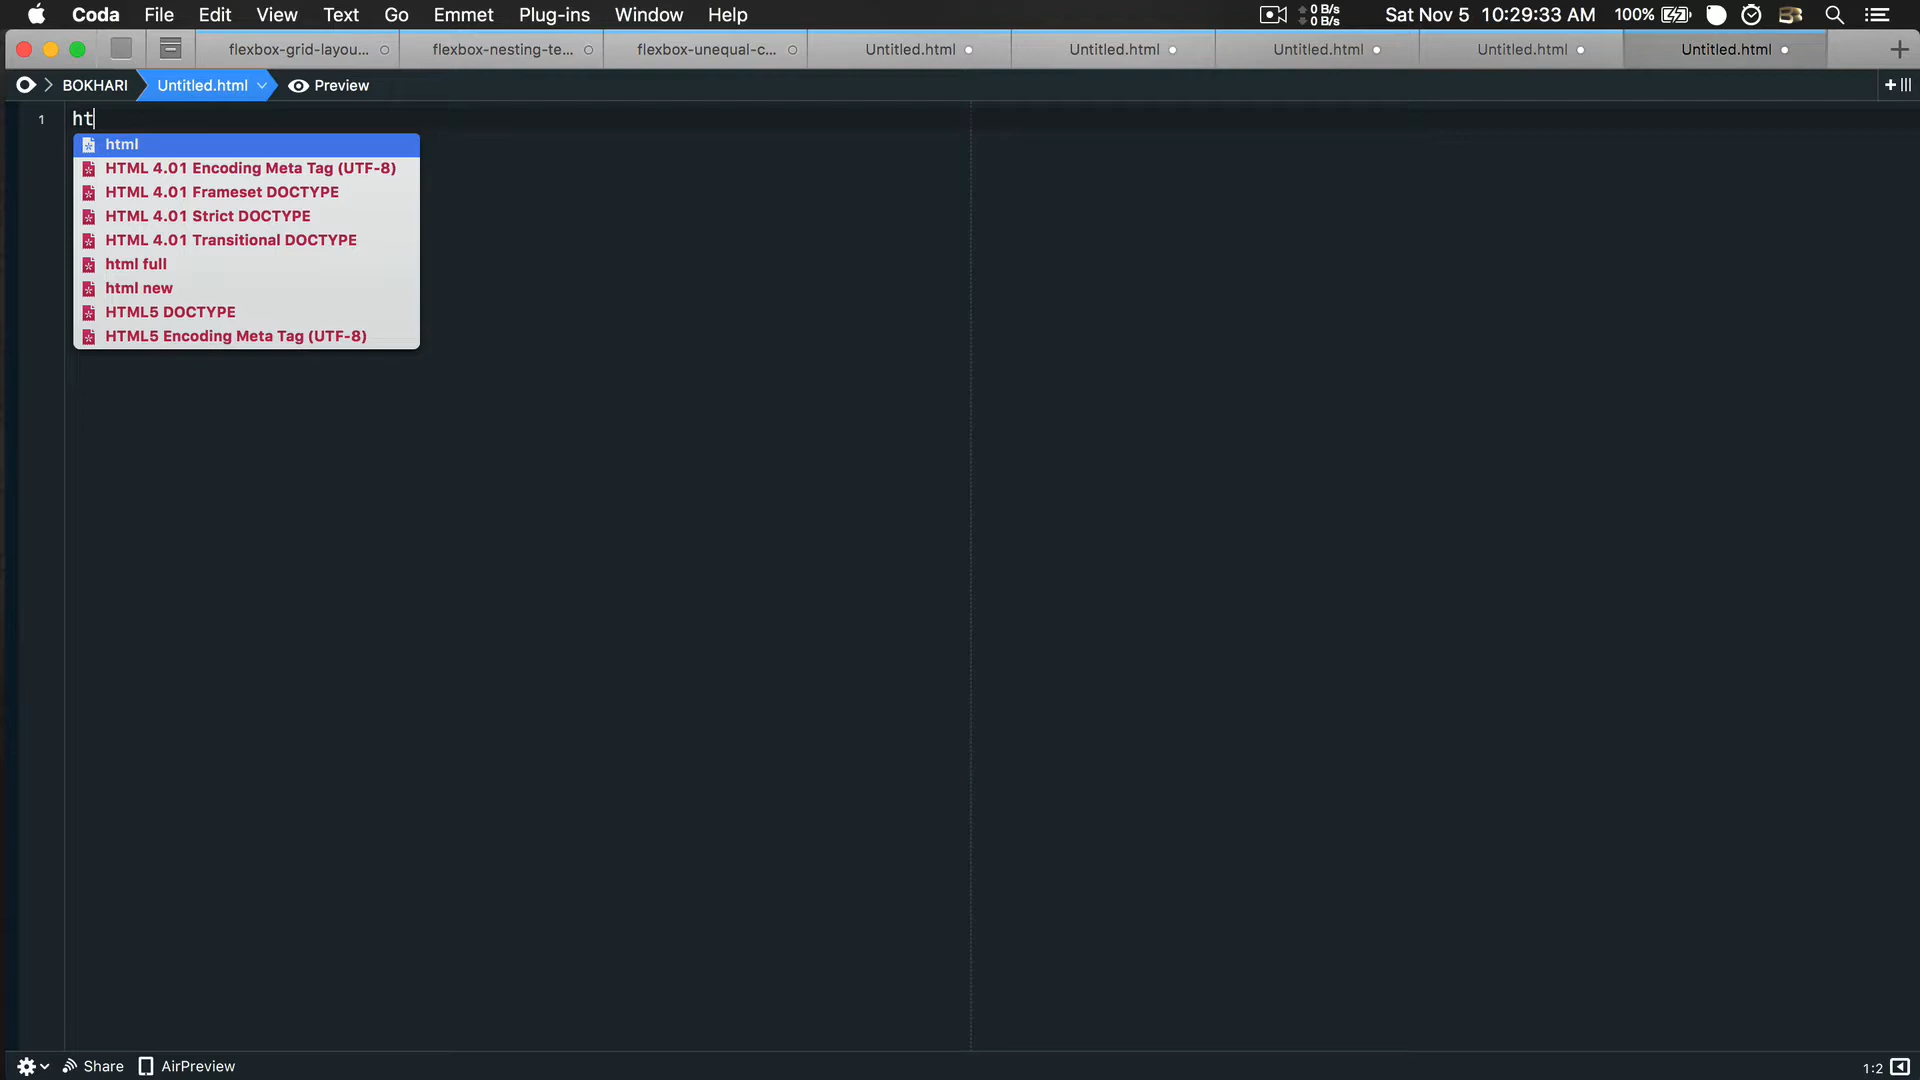 Coda File Edit View Text Go Emmet Plug-ins Window Help 0 B/s 0 B/s Sat Nov 5 10:29:33 AM 100%
flexbox-grid-layou... flexbox-nesting-te... flexbox-unequal-c... Untitled.html Untitled.html Untitled.html Untitled.html Untitled.html
BOKHARI Untitled.html Preview
1 ht
html
HTML 4.01 Encoding Meta Tag (UTF-8)
HTML 4.01 Frameset DOCTYPE
HTML 4.01 Strict DOCTYPE
HTML 4.01 Transitional DOCTYPE
html full
html new
HTML5 DOCTYPE
HTML5 Encoding Meta Tag (UTF-8)
Share AirPreview 1:2